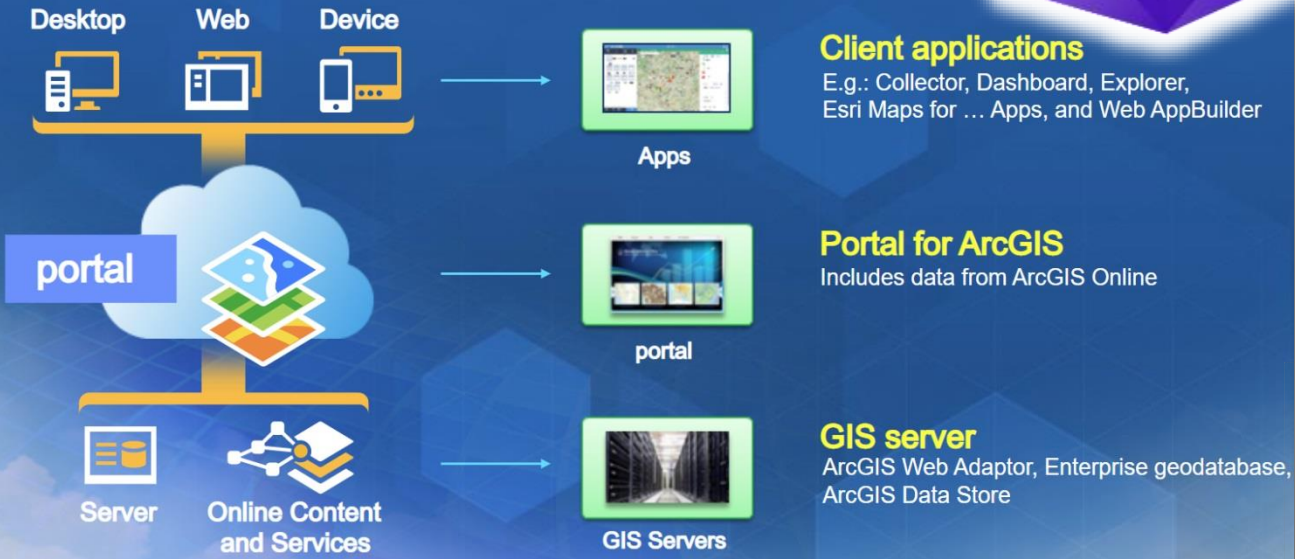 Desktop
Web
Device
Apps
Client applications
E.g.: Collector, Dashboard, Explorer,
Esri Maps for … Apps, and Web AppBuilder
portal
portal
Portal for ArcGIS
Includes data from ArcGIS Online
Server
Online Content
and Services
GIS Servers
GIS server
ArcGIS Web Adaptor, Enterprise geodatabase,
ArcGIS Data Store